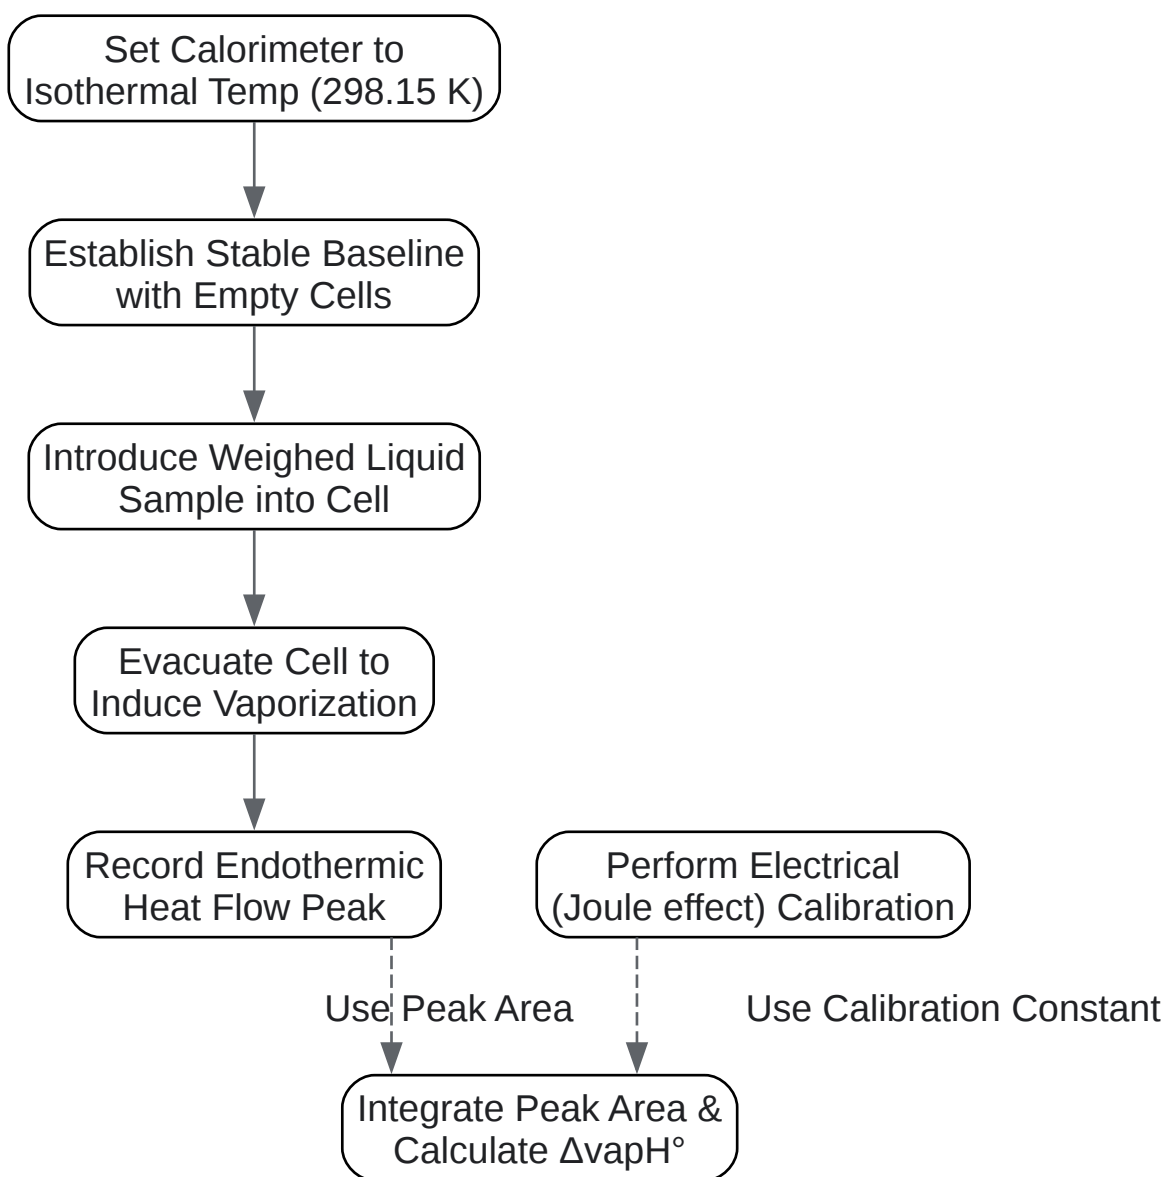 Set Calorimeter to
Isothermal Temp (298.15 K)
Establish Stable Baseline
with Empty Cells
Introduce Weighed Liquid
Sample into Cell
Evacuate Cell to
Induce Vaporization
Record Endothermic
Heat Flow Peak
Perform Electrical
(Joule effect) Calibration
Use Peak Area
Use Calibration Constant
Integrate Peak Area &
Calculate ΔvapH°